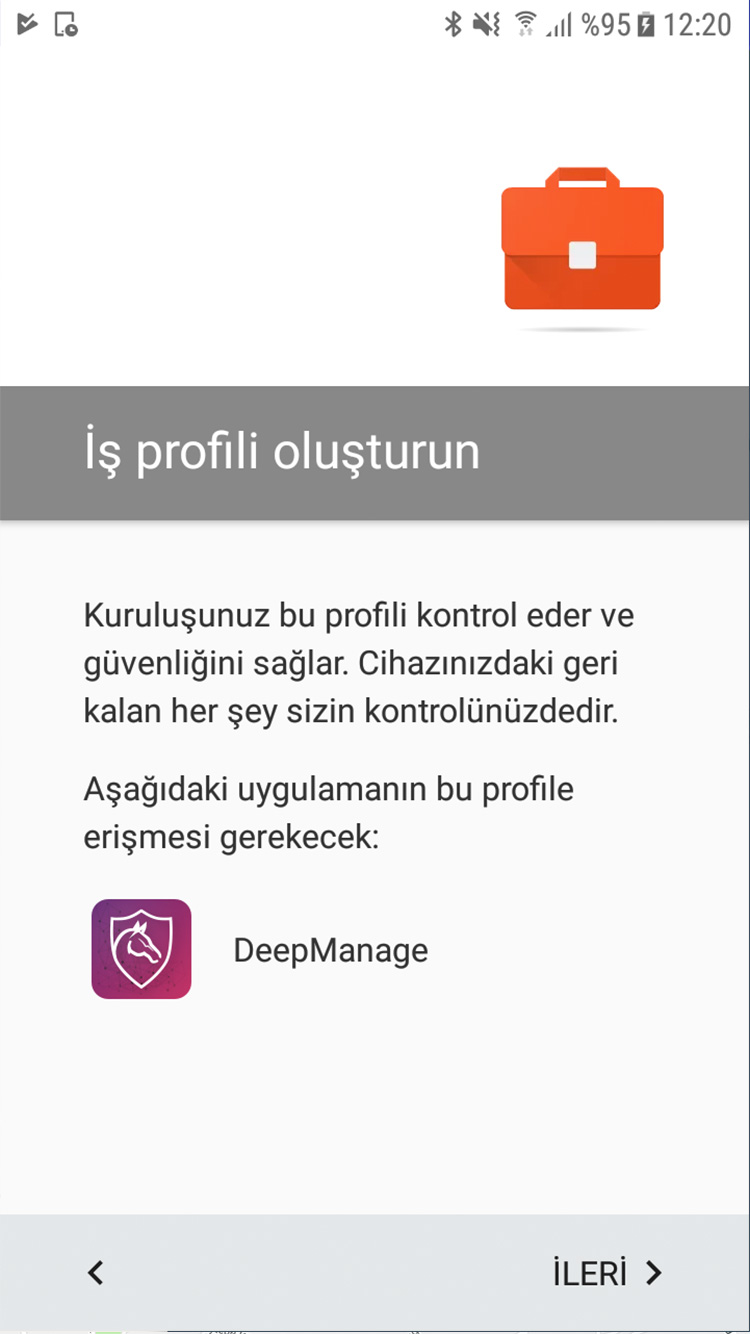 %95 12:20
İş profili oluşturun
Kuruluşunuz bu profili kontrol eder ve
güvenliğini sağlar. Cihazınızdaki geri
kalan her şey sizin kontrolünüzdedir.
Aşağıdaki uygulamanın bu profile
erişmesi gerekecek:
DeepManage
İLERİ